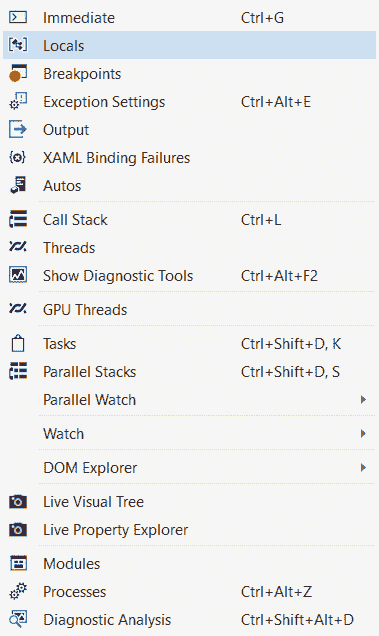 Immediate Ctrl+G
Locals
Breakpoints
Exception Settings Ctrl+Alt+E
Output
XAML Binding Failures
Autos
Call Stack Ctrl+L
Threads
Show Diagnostic Tools Ctrl+Alt+F2
GPU Threads
Tasks Ctrl+Shift+D, K
Parallel Stacks Ctrl+Shift+D, S
Parallel Watch
Watch
DOM Explorer
Live Visual Tree
Live Property Explorer
Modules
Processes Ctrl+Alt+Z
Diagnostic Analysis Ctrl+Shift+Alt+D